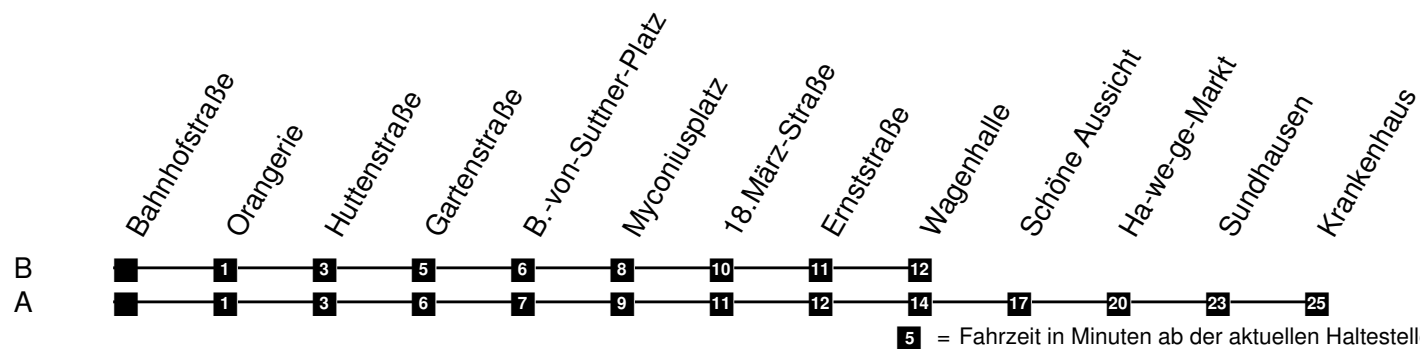 Bahnhofstraße
Orangerie
Huttenstraße
Gartenstraße
B.-von-Suttner-Platz
Myconiusplatz
18.März-Straße
Ernststraße
Wagenhalle
Schöne Aussicht
Ha-we-ge-Markt
Sundhausen
Krankenhaus
B 1 3 5 6 8 10 11 12
A 1 3 6 7 9 11 12 14 17 20 23 25
5 = Fahrzeit in Minuten ab der aktuellen Haltestell